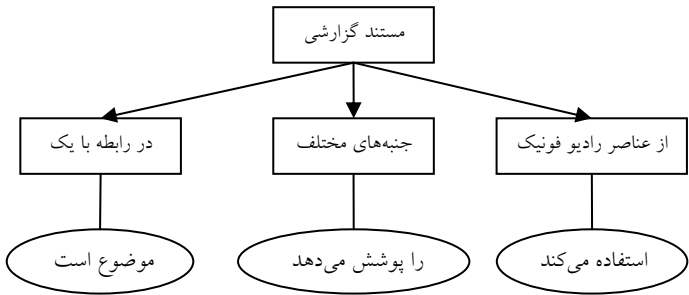 مستند گزارشی
از عناصر رادیو فونیک
جنبه‌های مختلف
در رابطه با یک
استفاده می‌کند
را پوشش می‌دهد
موضوع است